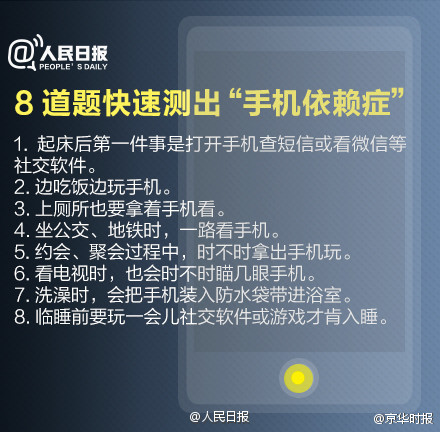 @人民日报
PEOPLE'S DAILY
8道题快速测出“手机依赖症”
1. 起床后第一件事是打开手机查短信或看微信等
社交软件。
2. 边吃饭边玩手机。
3. 上厕所也要拿着手机看。
4. 坐公交、地铁时，一路看手机。
5. 约会、聚会过程中，时不时拿出手机玩。
6. 看电视时，也会时不时瞄几眼手机。
7. 洗澡时，会把手机装入防水袋带进浴室。
8. 临睡前要玩一会儿社交软件或游戏才肯入睡。
@人民日报
@京华时报